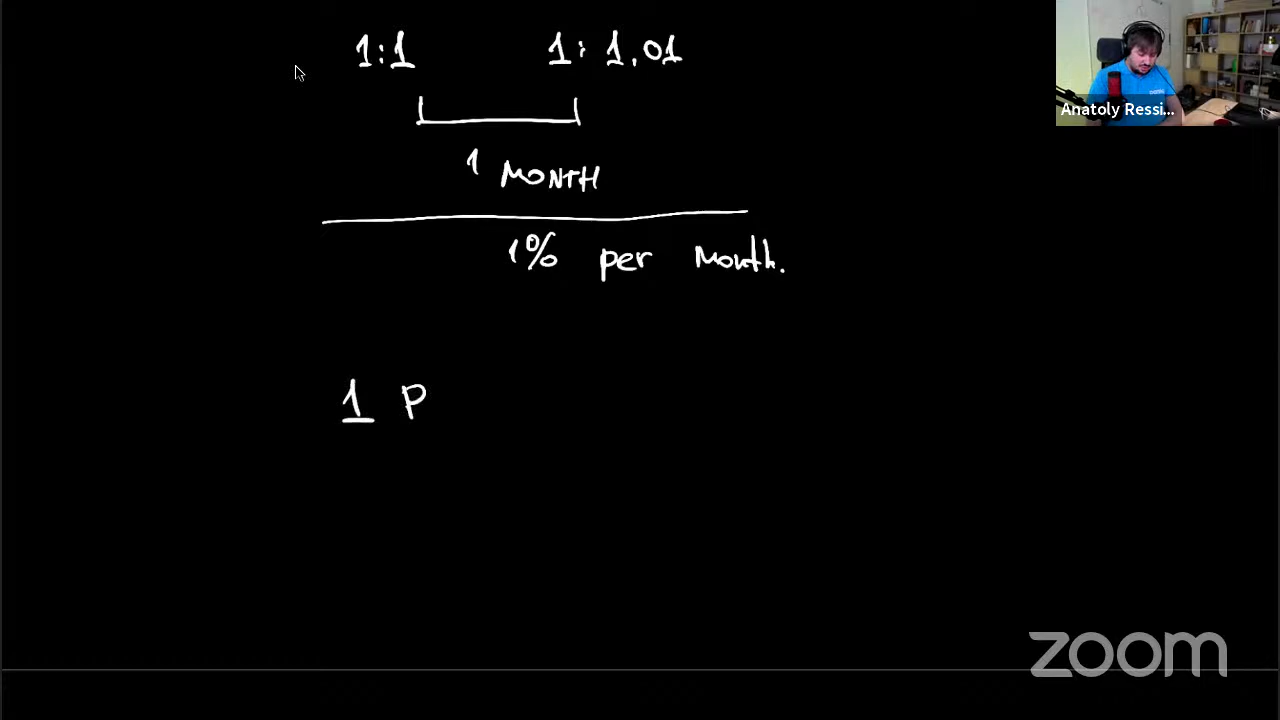 1:1 1: 1.01
1 MONTH
1% per Month.
1 P
Anatoly Ressi...
zoom